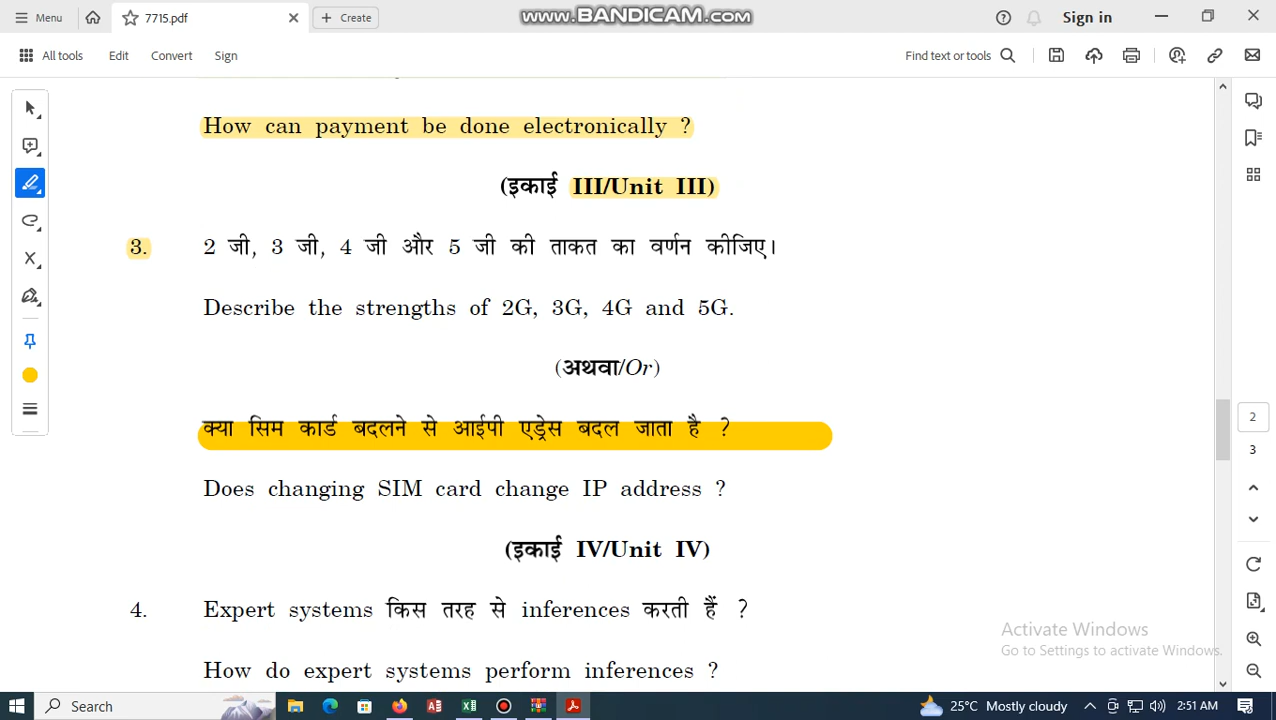 Menu
7715.pdf
Create
www.BANDICAM.com
Sign in
All tools
Edit
Convert
Sign
Find text or tools
How can payment be done electronically ?
(इकाई III/Unit III)
3. 2 जी, 3 जी, 4 जी और 5 जी की ताकत का वर्णन कीजिए।
Describe the strengths of 2G, 3G, 4G and 5G.
(अथवा/Or)
क्या सिम कार्ड बदलने से आईपी एड्रेस बदल जाता है ?
Does changing SIM card change IP address ?
(इकाई IV/Unit IV)
4. Expert systems किस तरह से inferences करती हैं ?
How do expert systems perform inferences ?
2
3
Activate Windows
Go to Settings to activate Windows.
Search
25°C Mostly cloudy
2:51 AM